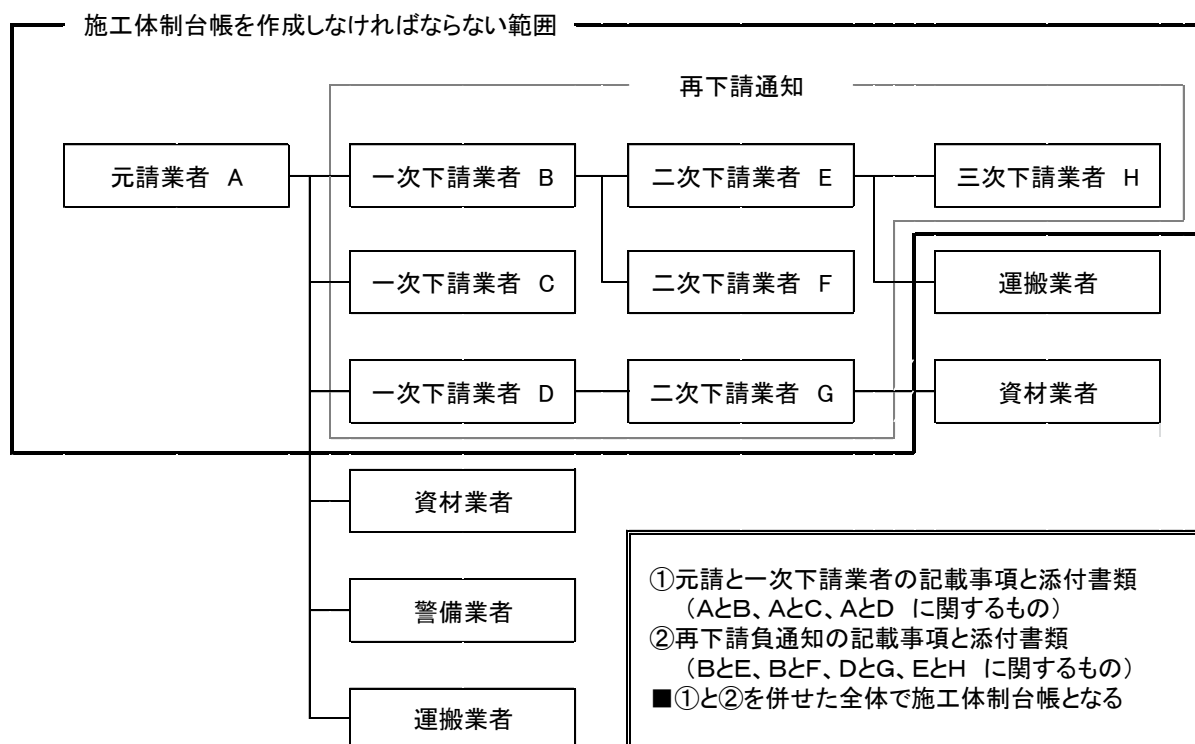 施工体制台帳を作成しなければならない範囲
再下請通知
元請業者 A
一次下請業者 B
二次下請業者 E
三次下請業者 H
一次下請業者 C
二次下請業者 F
運搬業者
一次下請業者 D
二次下請業者 G
資材業者
資材業者
警備業者
運搬業者
①元請と一次下請業者の記載事項と添付書類
（AとB、AとC、AとD に関するもの）
②再下請負通知の記載事項と添付書類
（BとE、BとF、DとG、EとH に関するもの）
■①と②を併せた全体で施工体制台帳となる